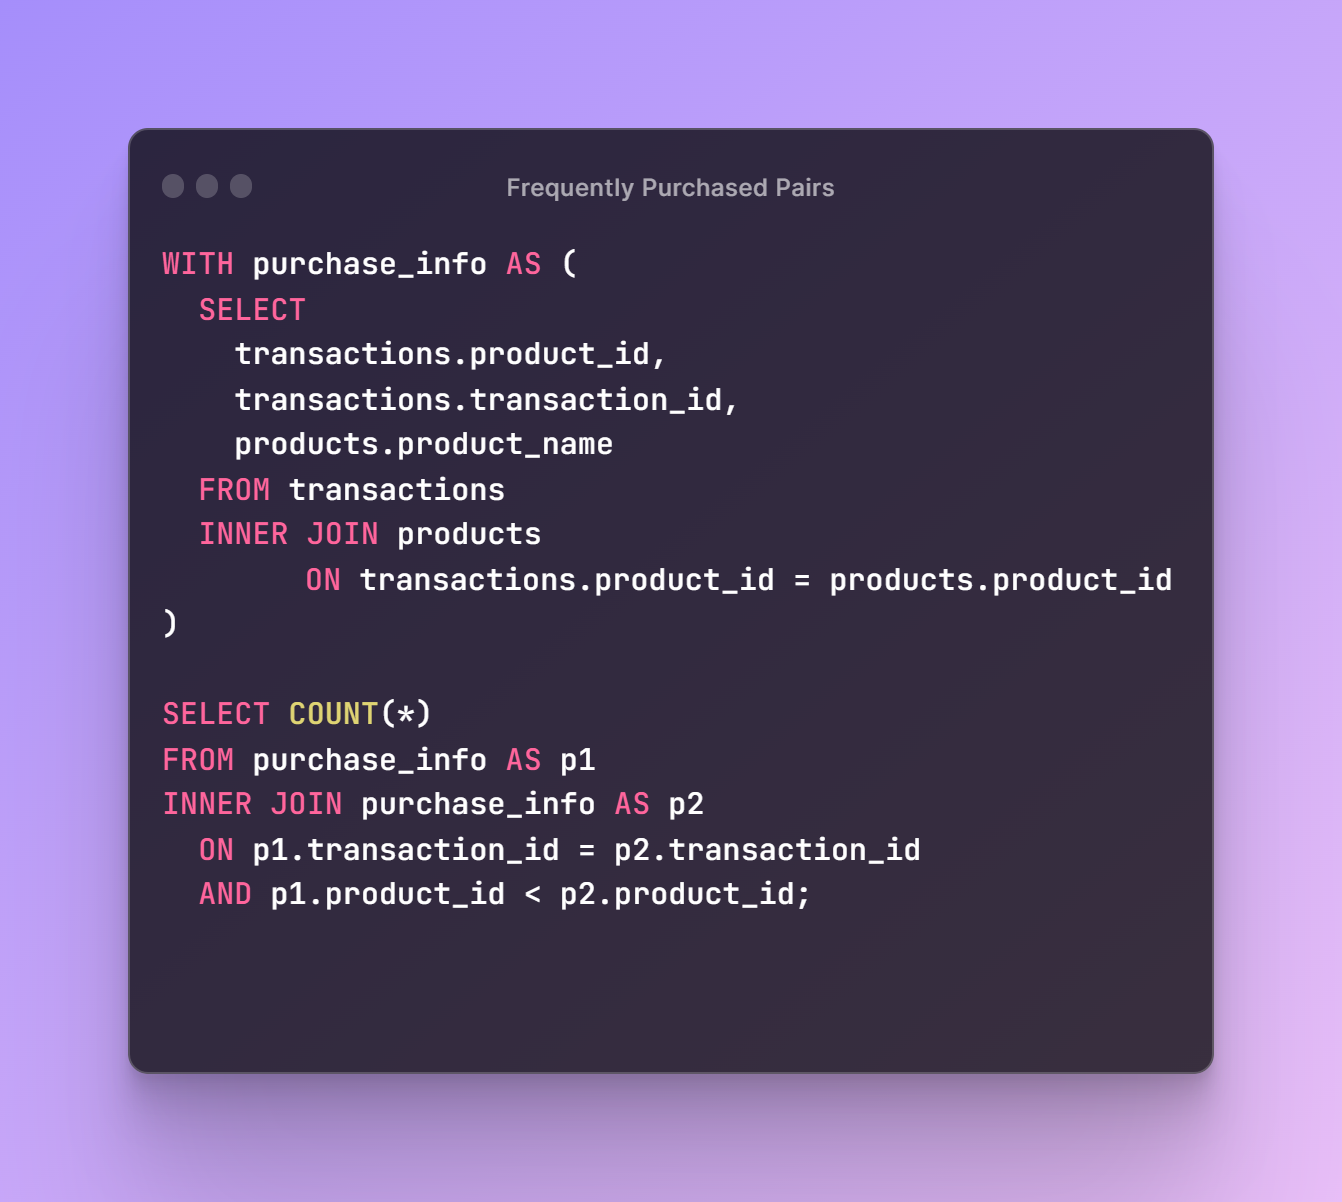 Frequently Purchased Pairs
WITH purchase_info AS (
  SELECT
    transactions.product_id,
    transactions.transaction_id,
    products.product_name
  FROM transactions
  INNER JOIN products
        ON transactions.product_id = products.product_id
)

SELECT COUNT(*)
FROM purchase_info AS p1
INNER JOIN purchase_info AS p2
  ON p1.transaction_id = p2.transaction_id
  AND p1.product_id < p2.product_id;